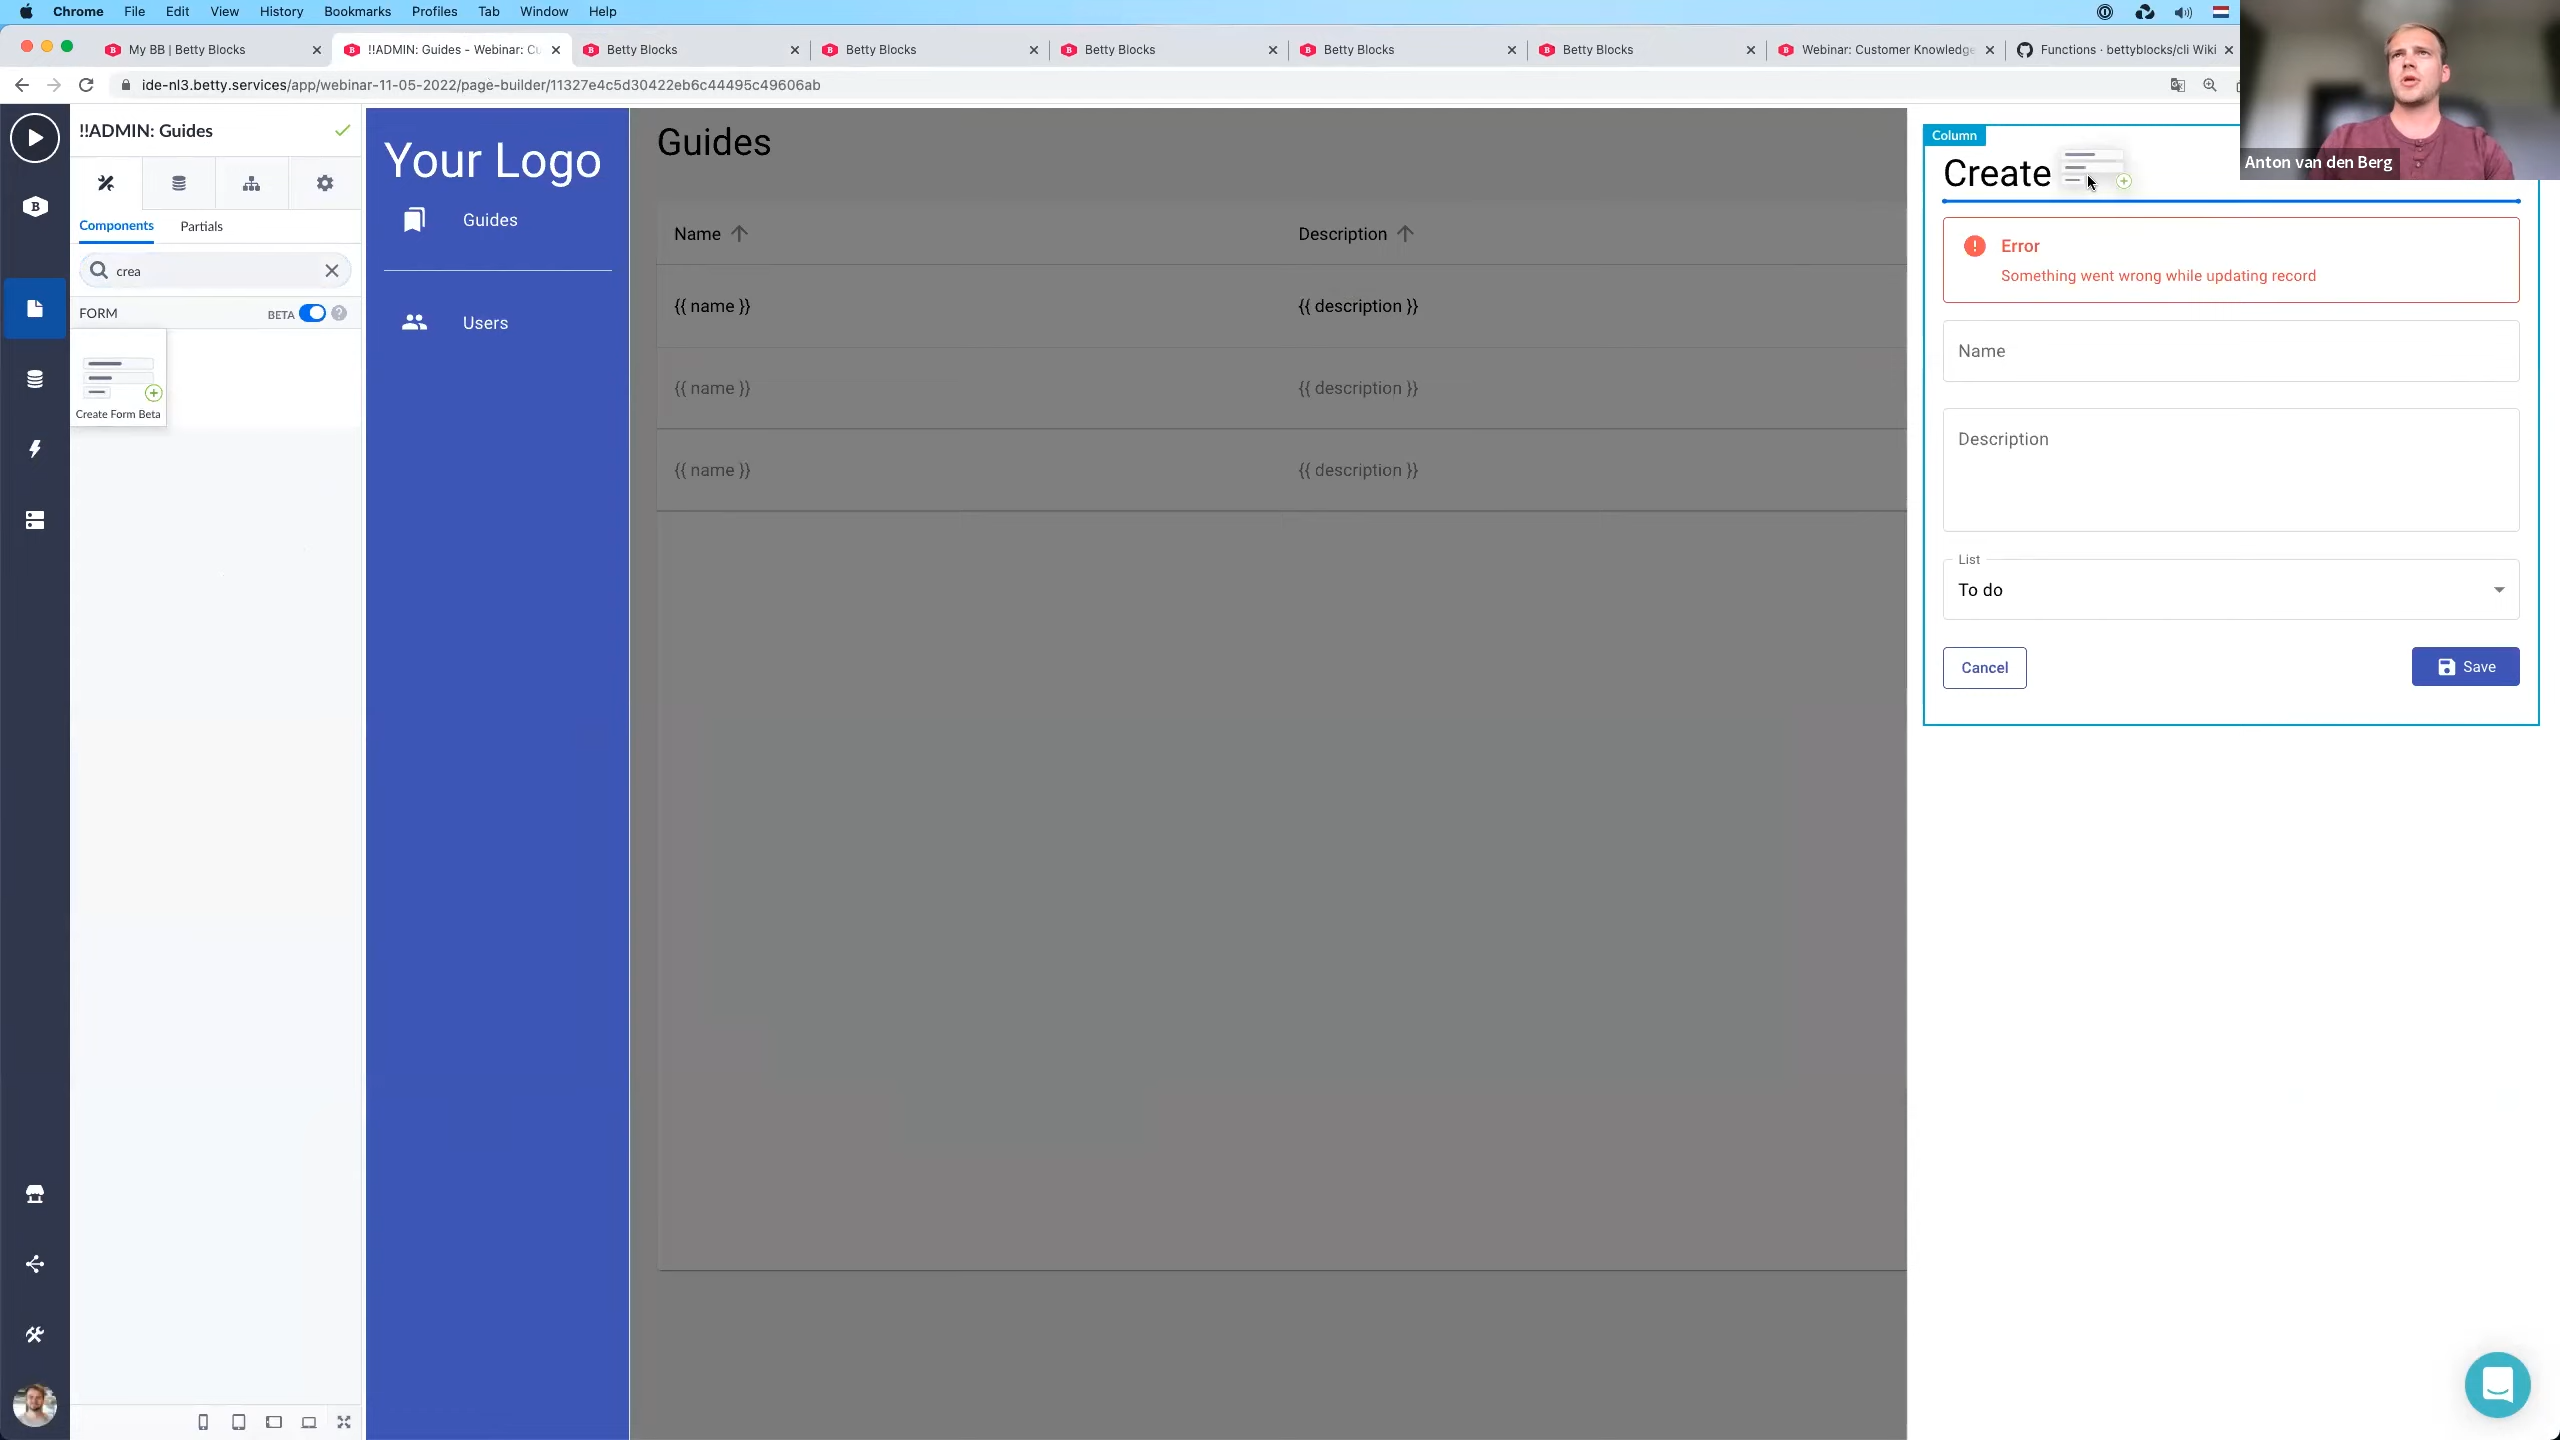 Chrome File Edit View History Bookmarks Profiles Tab Window Help
My BB | Betty Blocks
!!ADMIN: Guides - Webinar: Cu
Betty Blocks
Betty Blocks
Betty Blocks
Betty Blocks
Betty Blocks
Webinar: Customer Knowledge
Functions · bettyblocks/cli Wiki
ide-nl3.betty.services/app/webinar-11-05-2022/page-builder/11327e4c5d30422eb6c44495c49606ab
Anton van den Berg
!!ADMIN: Guides
Components Partials
crea
FORM BETA ?
Create Form Beta
Your Logo
Guides
Users
Guides
Name Description
{{ name }} {{ description }}
{{ name }} {{ description }}
{{ name }} {{ description }}
Column
Create
Error
Something went wrong while updating record
Name
Description
List
To do
Cancel Save